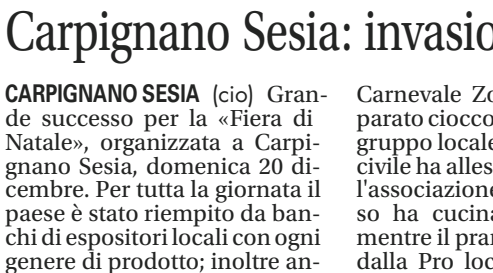 Carpignano Sesia: invasio
CARPIGNANO SESIA (cio) Gran-
de successo per la «Fiera di
Natale», organizzata a Carpi-
gnano Sesia, domenica 20 di-
cembre. Per tutta la giornata il
paese è stato riempito da ban-
chi di espositori locali con ogni
genere di prodotto; inoltre an-
Carnevale Zo
parato ciocco
gruppo locale
civile ha alles
l'associazione
so ha cucina
mentre il pran
dalla Pro loc